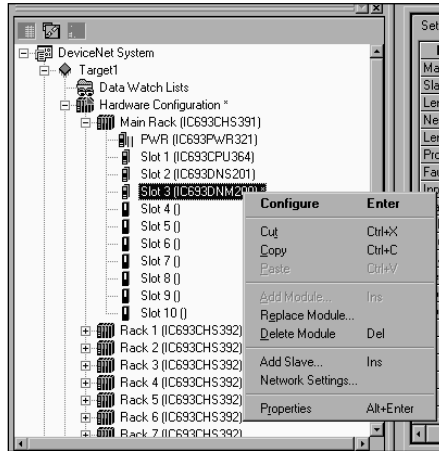 DeviceNet System
Target1
Data Watch Lists
Hardware Configuration *
Main Rack (IC693CHS391)
PWR (IC693PWR321)
Slot 1 (IC693CPU364)
Slot 2 (IC693DNS201)
Slot 3 (IC693DNM200) *
Slot 4 ()
Slot 5 ()
Slot 6 ()
Slot 7 ()
Slot 8 ()
Slot 9 ()
Slot 10 ()
Rack 1 (IC693CHS392)
Rack 2 (IC693CHS392)
Rack 3 (IC693CHS392)
Rack 4 (IC693CHS392)
Rack 5 (IC693CHS392)
Rack 6 (IC693CHS392)
Rack 7 (IC693CHS392)
Configure Enter
Cut Ctrl+X
Copy Ctrl+C
Paste Ctrl+V
Add Module... Ins
Replace Module...
Delete Module Del
Add Slave... Ins
Network Settings...
Properties Alt+Enter
Set
Ma
Sla
Ler
Ne
Ler
Pro
Fau